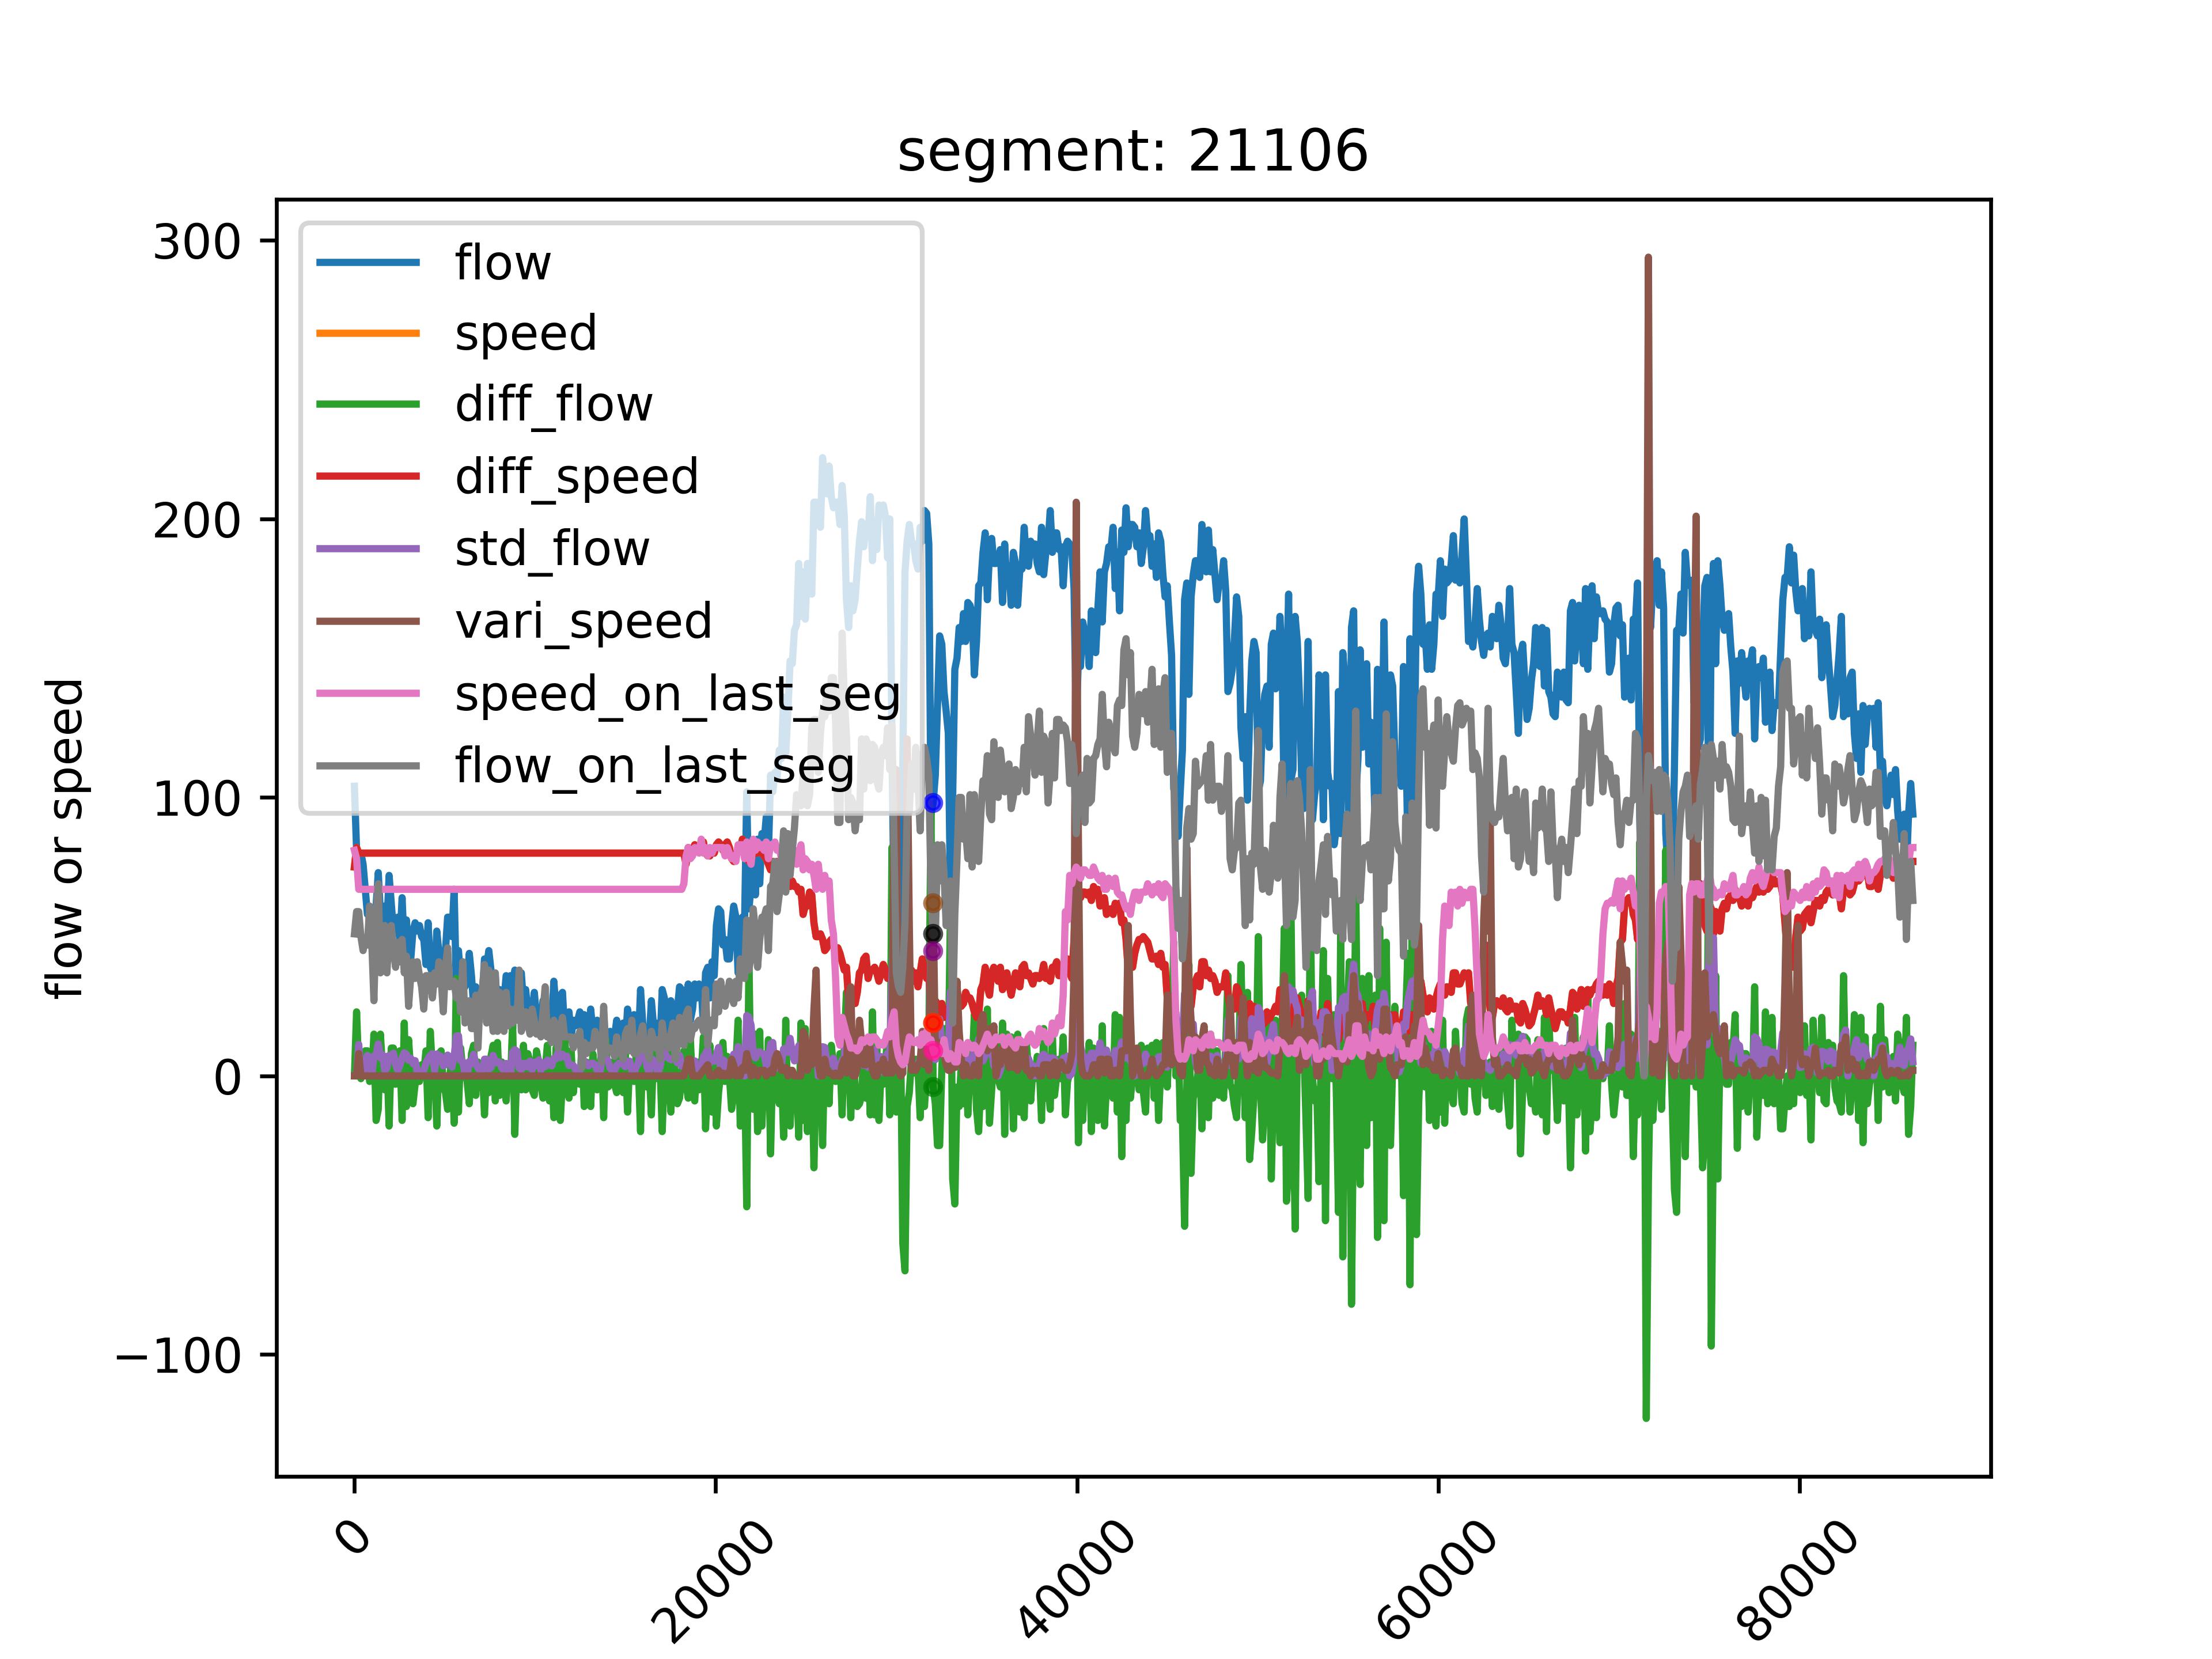 segment: 21106
300
200
100
0
−100
flow or speed
flow
speed
diff_flow
diff_speed
std_flow
vari_speed
speed_on_last_seg
flow_on_last_seg
0
20000
40000
60000
80000